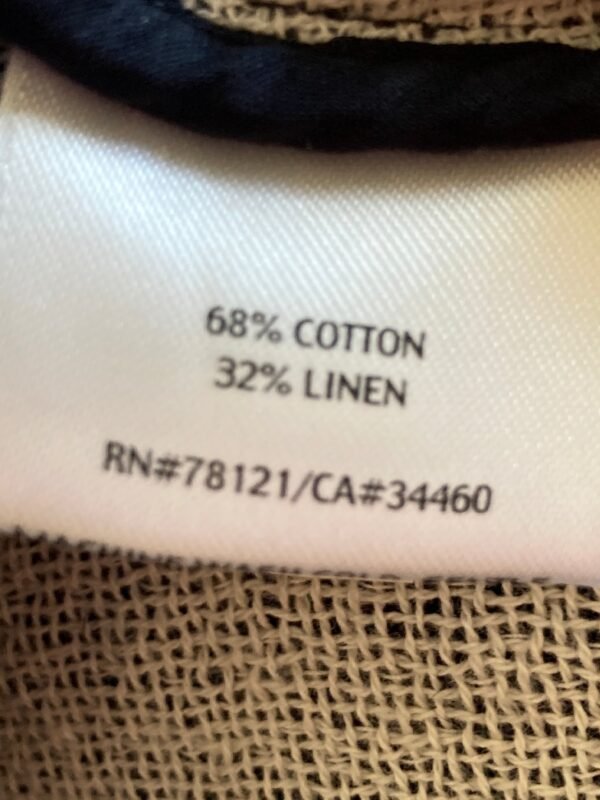 68% COTTON
32% LINEN
RN#78121/CA#34460